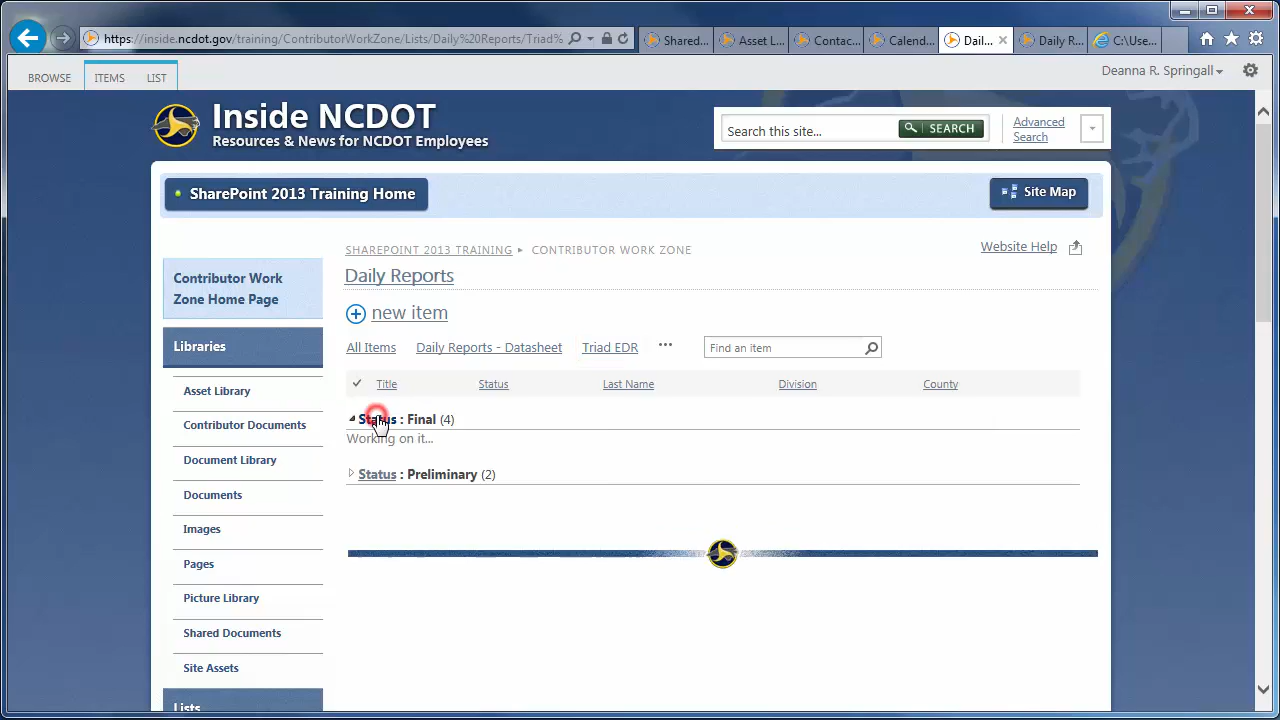 https://inside.ncdot.gov/training/ContributorWorkZone/Lists/Daily%20Reports/Triad%
Shared...
Asset L...
Contac...
Calend...
Dail...
Daily R...
C:\Use...
BROWSE
ITEMS
LIST
Deanna R. Springall
Inside NCDOT
Resources & News for NCDOT Employees
Search this site...
SEARCH
Advanced
Search
SharePoint 2013 Training Home
Site Map
SHAREPOINT 2013 TRAINING
CONTRIBUTOR WORK ZONE
Website Help
Daily Reports
new item
All Items
Daily Reports - Datasheet
Triad EDR
...
Find an item
Title
Status
Last Name
Division
County
Status : Final (4)
Working on it...
Status : Preliminary (2)
Contributor Work
Zone Home Page
Libraries
Asset Library
Contributor Documents
Document Library
Documents
Images
Pages
Picture Library
Shared Documents
Site Assets
Lists